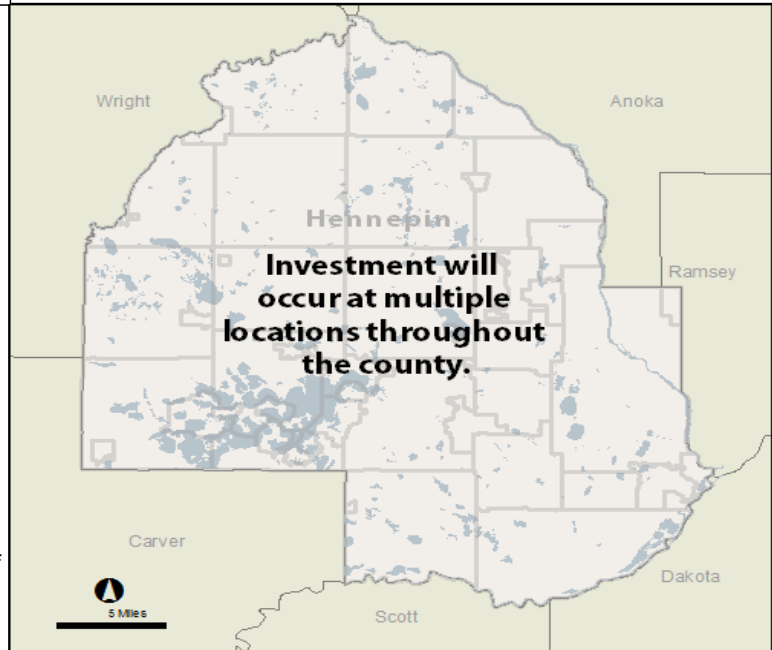 Wright
Anoka
Hennepin
Investment will
occur at multiple
locations throughout
the county.
Ramsey
Carver
Dakota
Scott
5 Miles